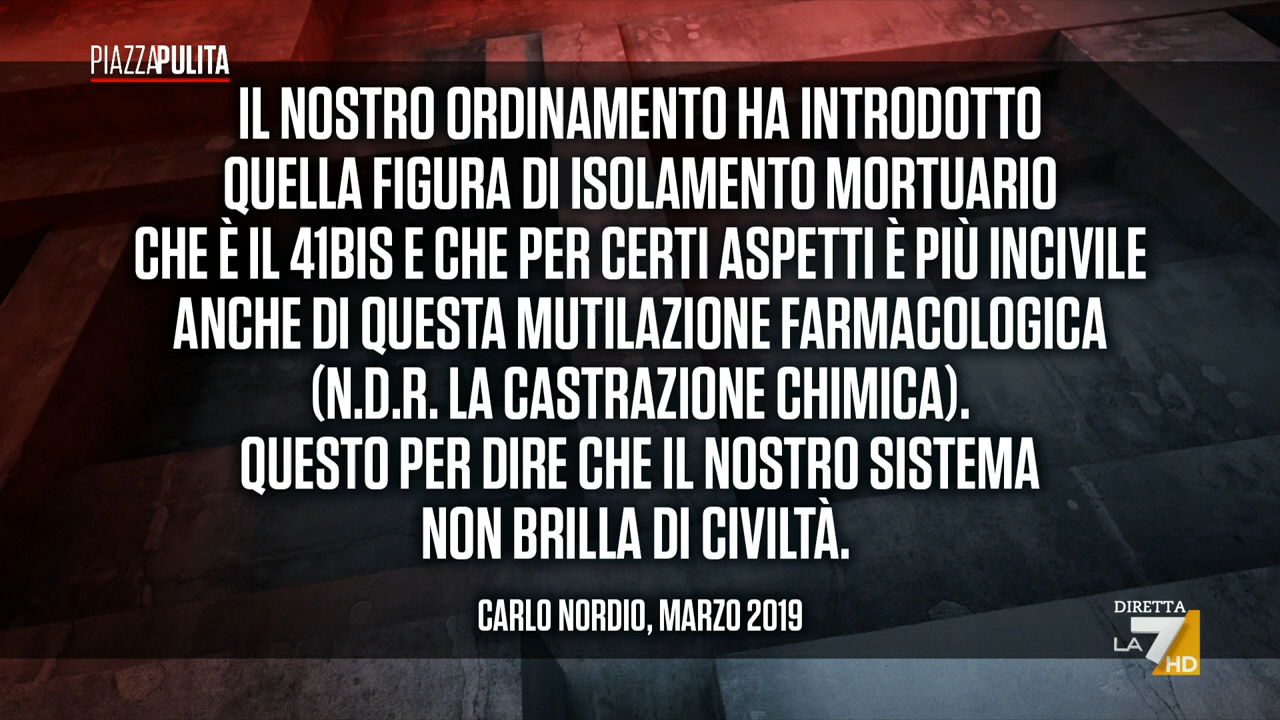 PIAZZAPULITA
IL NOSTRO ORDINAMENTO HA INTRODOTTO
QUELLA FIGURA DI ISOLAMENTO MORTUARIO
CHE È IL 41BIS E CHE PER CERTI ASPETTI È PIÙ INCIVILE
ANCHE DI QUESTA MUTILAZIONE FARMACOLOGICA
(N.D.R. LA CASTRAZIONE CHIMICA).
QUESTO PER DIRE CHE IL NOSTRO SISTEMA
NON BRILLA DI CIVILTÀ.
CARLO NORDIO, MARZO 2019
DIRETTA
LA 7 HD